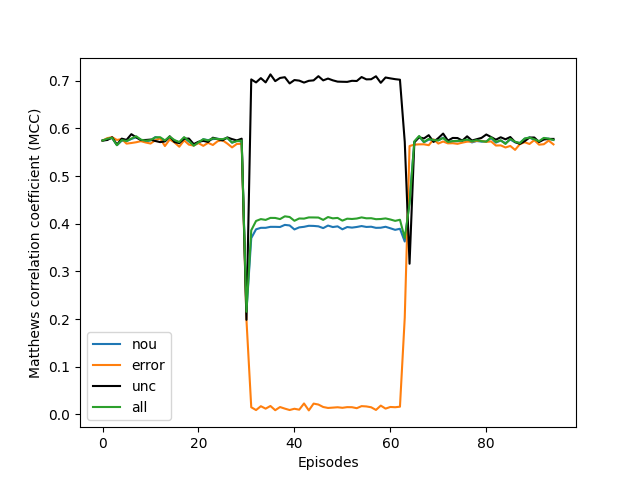 0.7
0.6
0.5
0.4
0.3
0.2
0.1
0.0
Matthews correlation coefficient (MCC)
nou
error
unc
all
0 20 40 60 80
Episodes